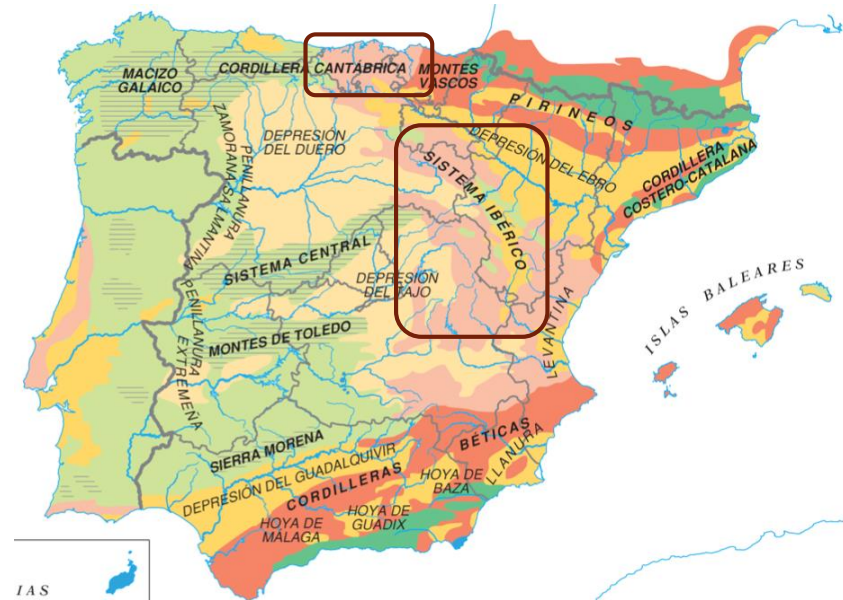 MACIZO
GALAICO
CORDILLERA CANTÁBRICA
MONTES
VASCOS
PIRINEOS
DEPRESIÓN
DEL DUERO
PENILLANURA
ZAMORANA-SALMANTINA
SISTEMA IBÉRICO
DEPRESIÓN DEL EBRO
CORDILLERA
COSTERO-CATALANA
SISTEMA CENTRAL
DEPRESIÓN
DEL TAJO
ISLAS BALEARES
PENILLANURA
EXTREMEÑA
MONTES DE TOLEDO
LEVANTINA
LLANURA
SIERRA MORENA
DEPRESIÓN DEL GUADALQUIVIR
CORDILLERAS
BÉTICAS
HOYA DE
BAZA
HOYA DE
GUADIX
HOYA DE
MÁLAGA
IAS